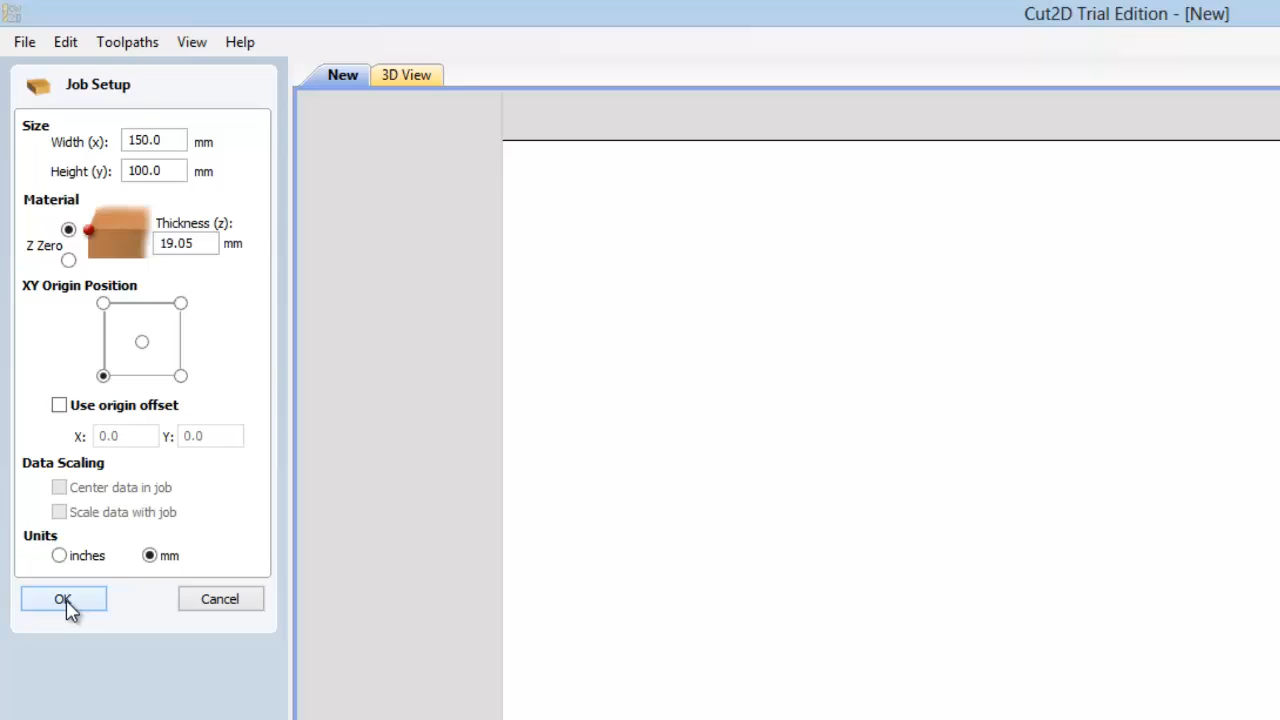 Cut2D Trial Edition - [New]
File Edit Toolpaths View Help
New 3D View
Job Setup
Size
Width (x): 150.0 mm
Height (y): 100.0 mm
Material
Thickness (z):
Z Zero 19.05 mm
XY Origin Position
Use origin offset
X: 0.0 Y: 0.0
Data Scaling
Center data in job
Scale data with job
Units
inches mm
OK Cancel